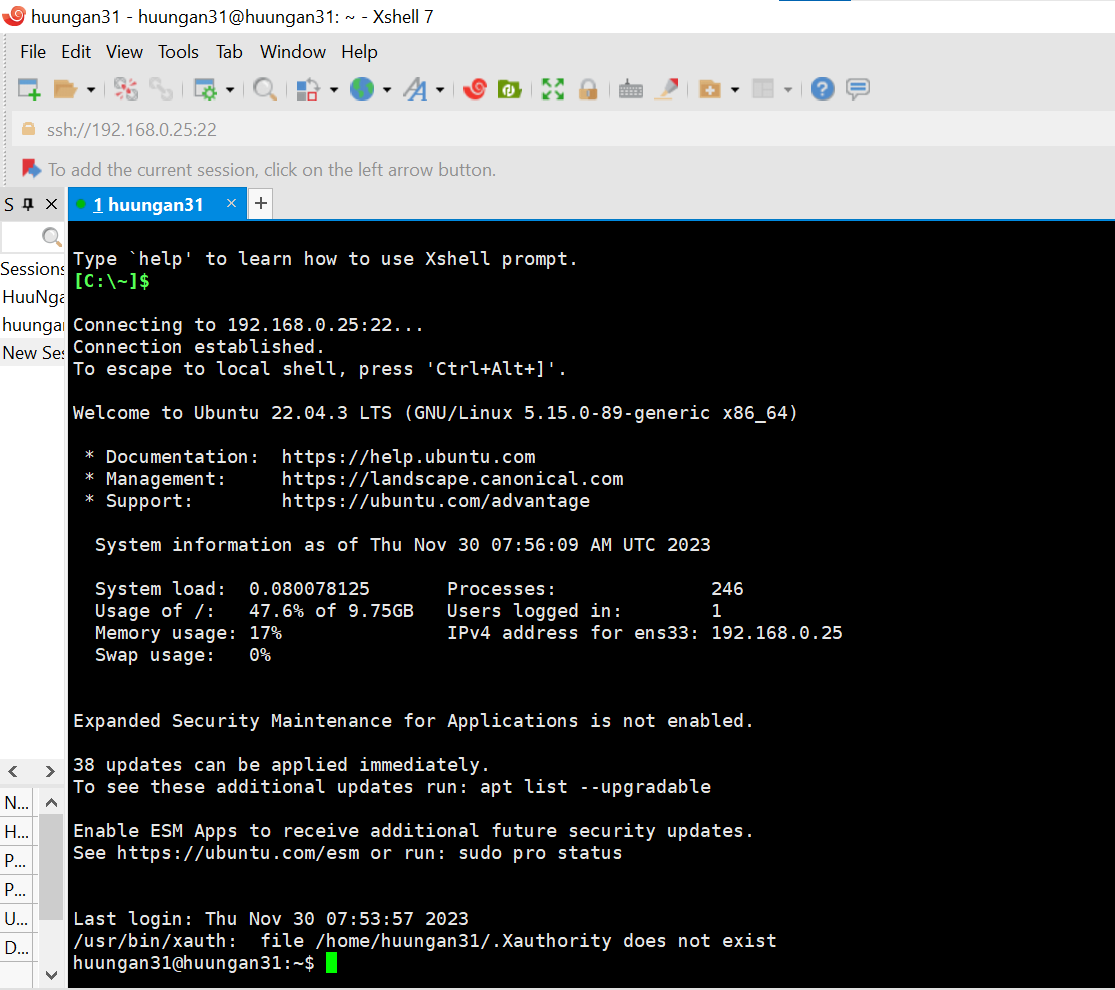 huungan31 - huungan31@huungan31: ~ - Xshell 7
File Edit View Tools Tab Window Help
ssh://192.168.0.25:22
To add the current session, click on the left arrow button.
S
1 huungan31
Sessions
HuuNga
huungan
New Ses
N...
H...
P...
P...
U...
D...
Type `help' to learn how to use Xshell prompt.
[C:\~]$
Connecting to 192.168.0.25:22...
Connection established.
To escape to local shell, press 'Ctrl+Alt+]'.
Welcome to Ubuntu 22.04.3 LTS (GNU/Linux 5.15.0-89-generic x86_64)
* Documentation: https://help.ubuntu.com
* Management: https://landscape.canonical.com
* Support: https://ubuntu.com/advantage
System information as of Thu Nov 30 07:56:09 AM UTC 2023
System load: 0.080078125 Processes: 246
Usage of /: 47.6% of 9.75GB Users logged in: 1
Memory usage: 17% IPv4 address for ens33: 192.168.0.25
Swap usage: 0%
Expanded Security Maintenance for Applications is not enabled.
38 updates can be applied immediately.
To see these additional updates run: apt list --upgradable
Enable ESM Apps to receive additional future security updates.
See https://ubuntu.com/esm or run: sudo pro status
Last login: Thu Nov 30 07:53:57 2023
/usr/bin/xauth: file /home/huungan31/.Xauthority does not exist
huungan31@huungan31:~$